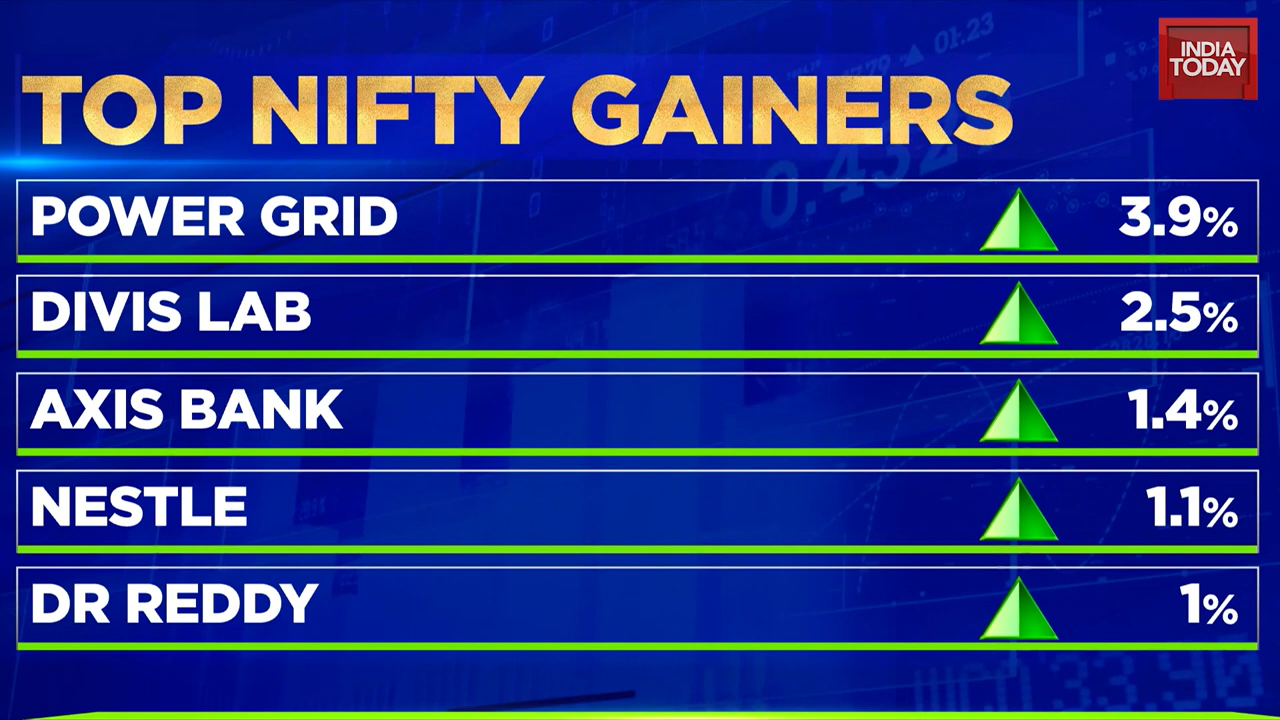 INDIA
TODAY
TOP NIFTY GAINERS
POWER GRID 3.9%
DIVIS LAB 2.5%
AXIS BANK 1.4%
NESTLE 1.1%
DR REDDY 1%